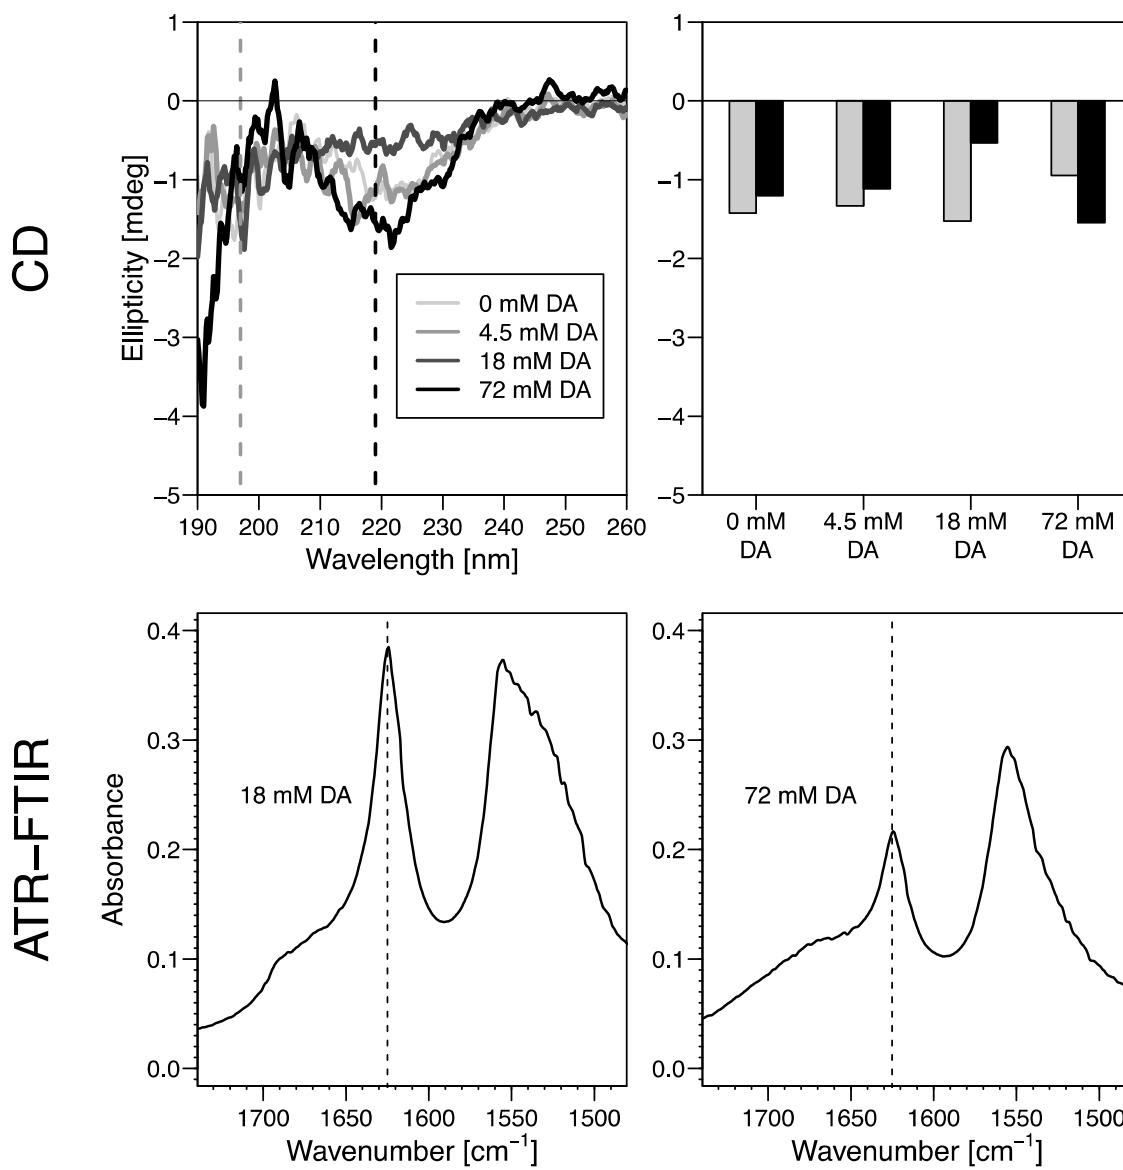 CD
Ellipticity [mdeg]
1
0
−1
−2
−3
−4
−5
0 mM DA
4.5 mM DA
18 mM DA
72 mM DA
190 200 210 220 230 240 250 260
Wavelength [nm]
1
0
−1
−2
−3
−4
−5
0 mM 4.5 mM 18 mM 72 mM
DA DA DA DA
ATR−FTIR
Absorbance
0.4
0.3
0.2
0.1
0.0
18 mM DA
1700 1650 1600 1550 1500
Wavenumber [cm⁻¹]
0.4
0.3
0.2
0.1
0.0
72 mM DA
1700 1650 1600 1550 1500
Wavenumber [cm⁻¹]